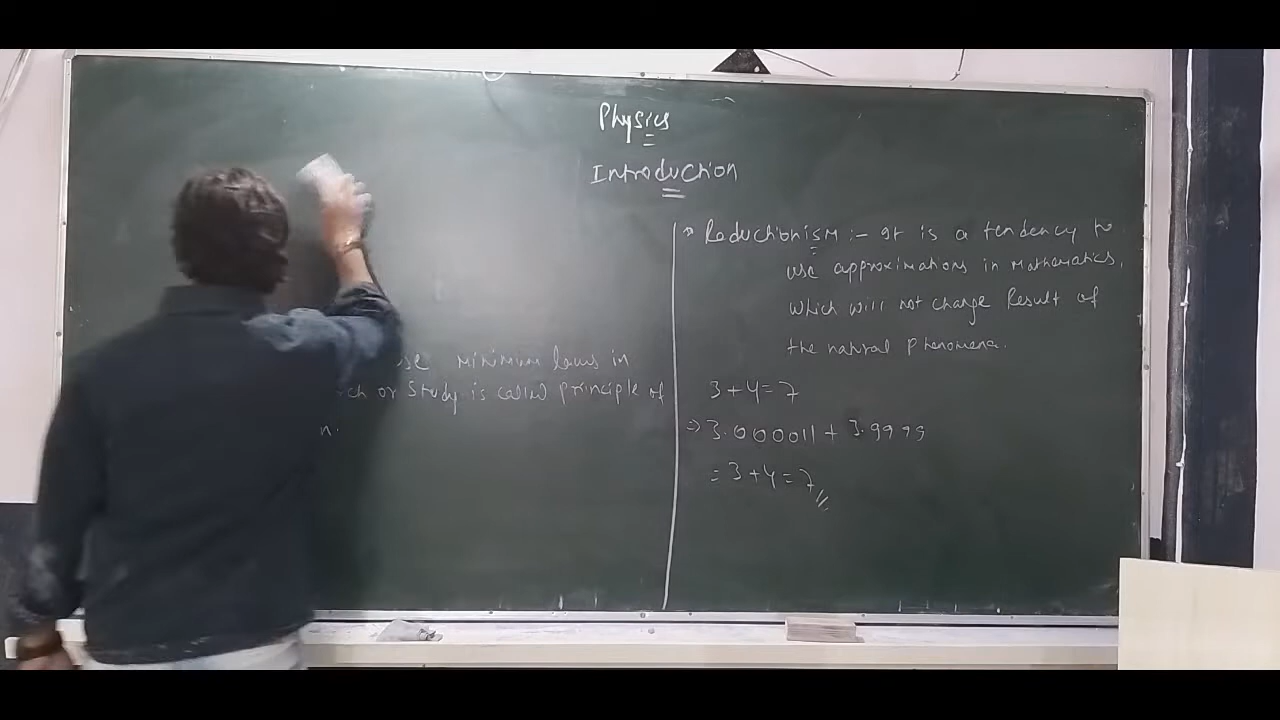 Physics
Introduction
minimum laws in
or Study is called principle of
n.
Reductionism :- It is a tendency to
use approximations in Mathematics,
which will not change Result of
the natural phenomena.
3+4=7
⇒ 3.000011 + 3.9999
= 3+4=7